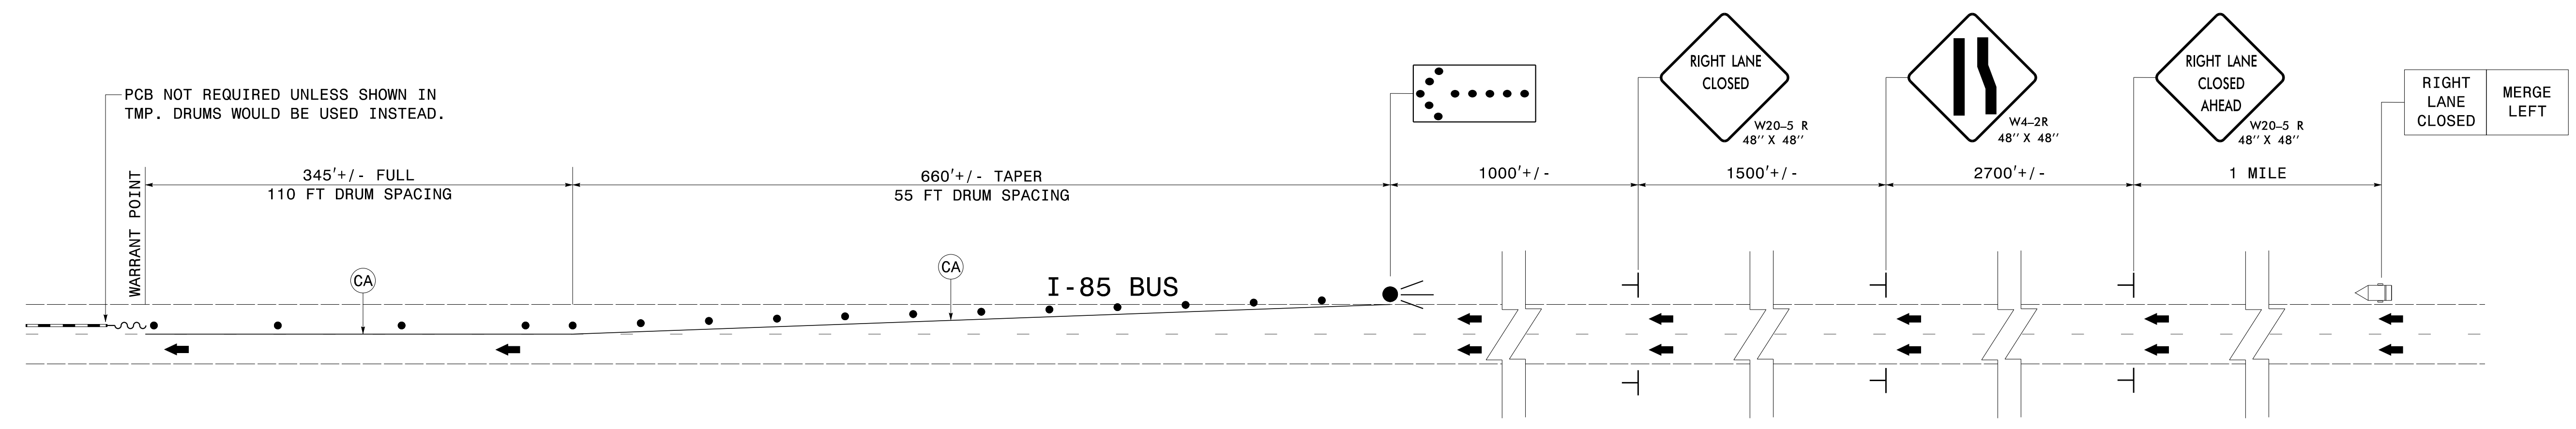 PCB NOT REQUIRED UNLESS SHOWN IN
TMP. DRUMS WOULD BE USED INSTEAD.
WARRANT POINT
345'+/- FULL
110 FT DRUM SPACING
660'+/- TAPER
55 FT DRUM SPACING
1000'+/-
1500'+/-
2700'+/-
1 MILE
RIGHT LANE
CLOSED
W20-5 R
48'' X 48''
W4-2R
48'' X 48''
RIGHT LANE
CLOSED
AHEAD
W20-5 R
48'' X 48''
RIGHT
LANE
CLOSED
MERGE
LEFT
CA
CA
I-85 BUS